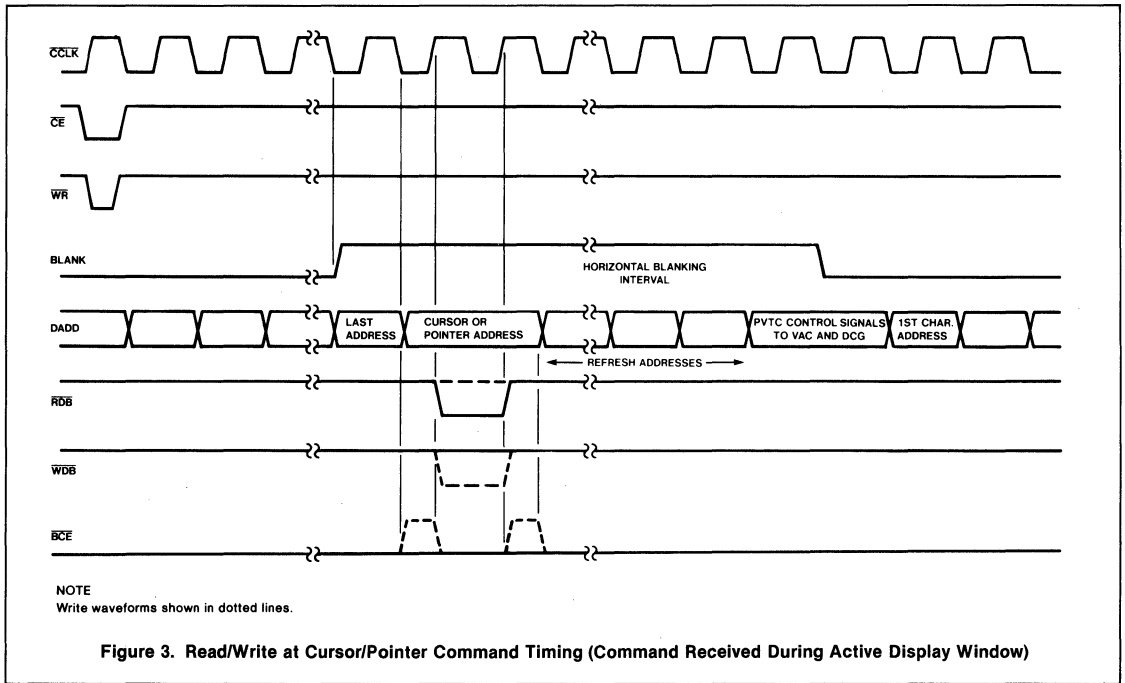 CCLK
CE
WR
BLANK
HORIZONTAL BLANKING
INTERVAL
DADD
LAST
ADDRESS
CURSOR OR
POINTER ADDRESS
PVTC CONTROL SIGNALS
TO VAC AND DCG
1ST CHAR.
ADDRESS
REFRESH ADDRESSES
RDB
WDB
BCE
NOTE
Write waveforms shown in dotted lines.
Figure 3. Read/Write at Cursor/Pointer Command Timing (Command Received During Active Display Window)